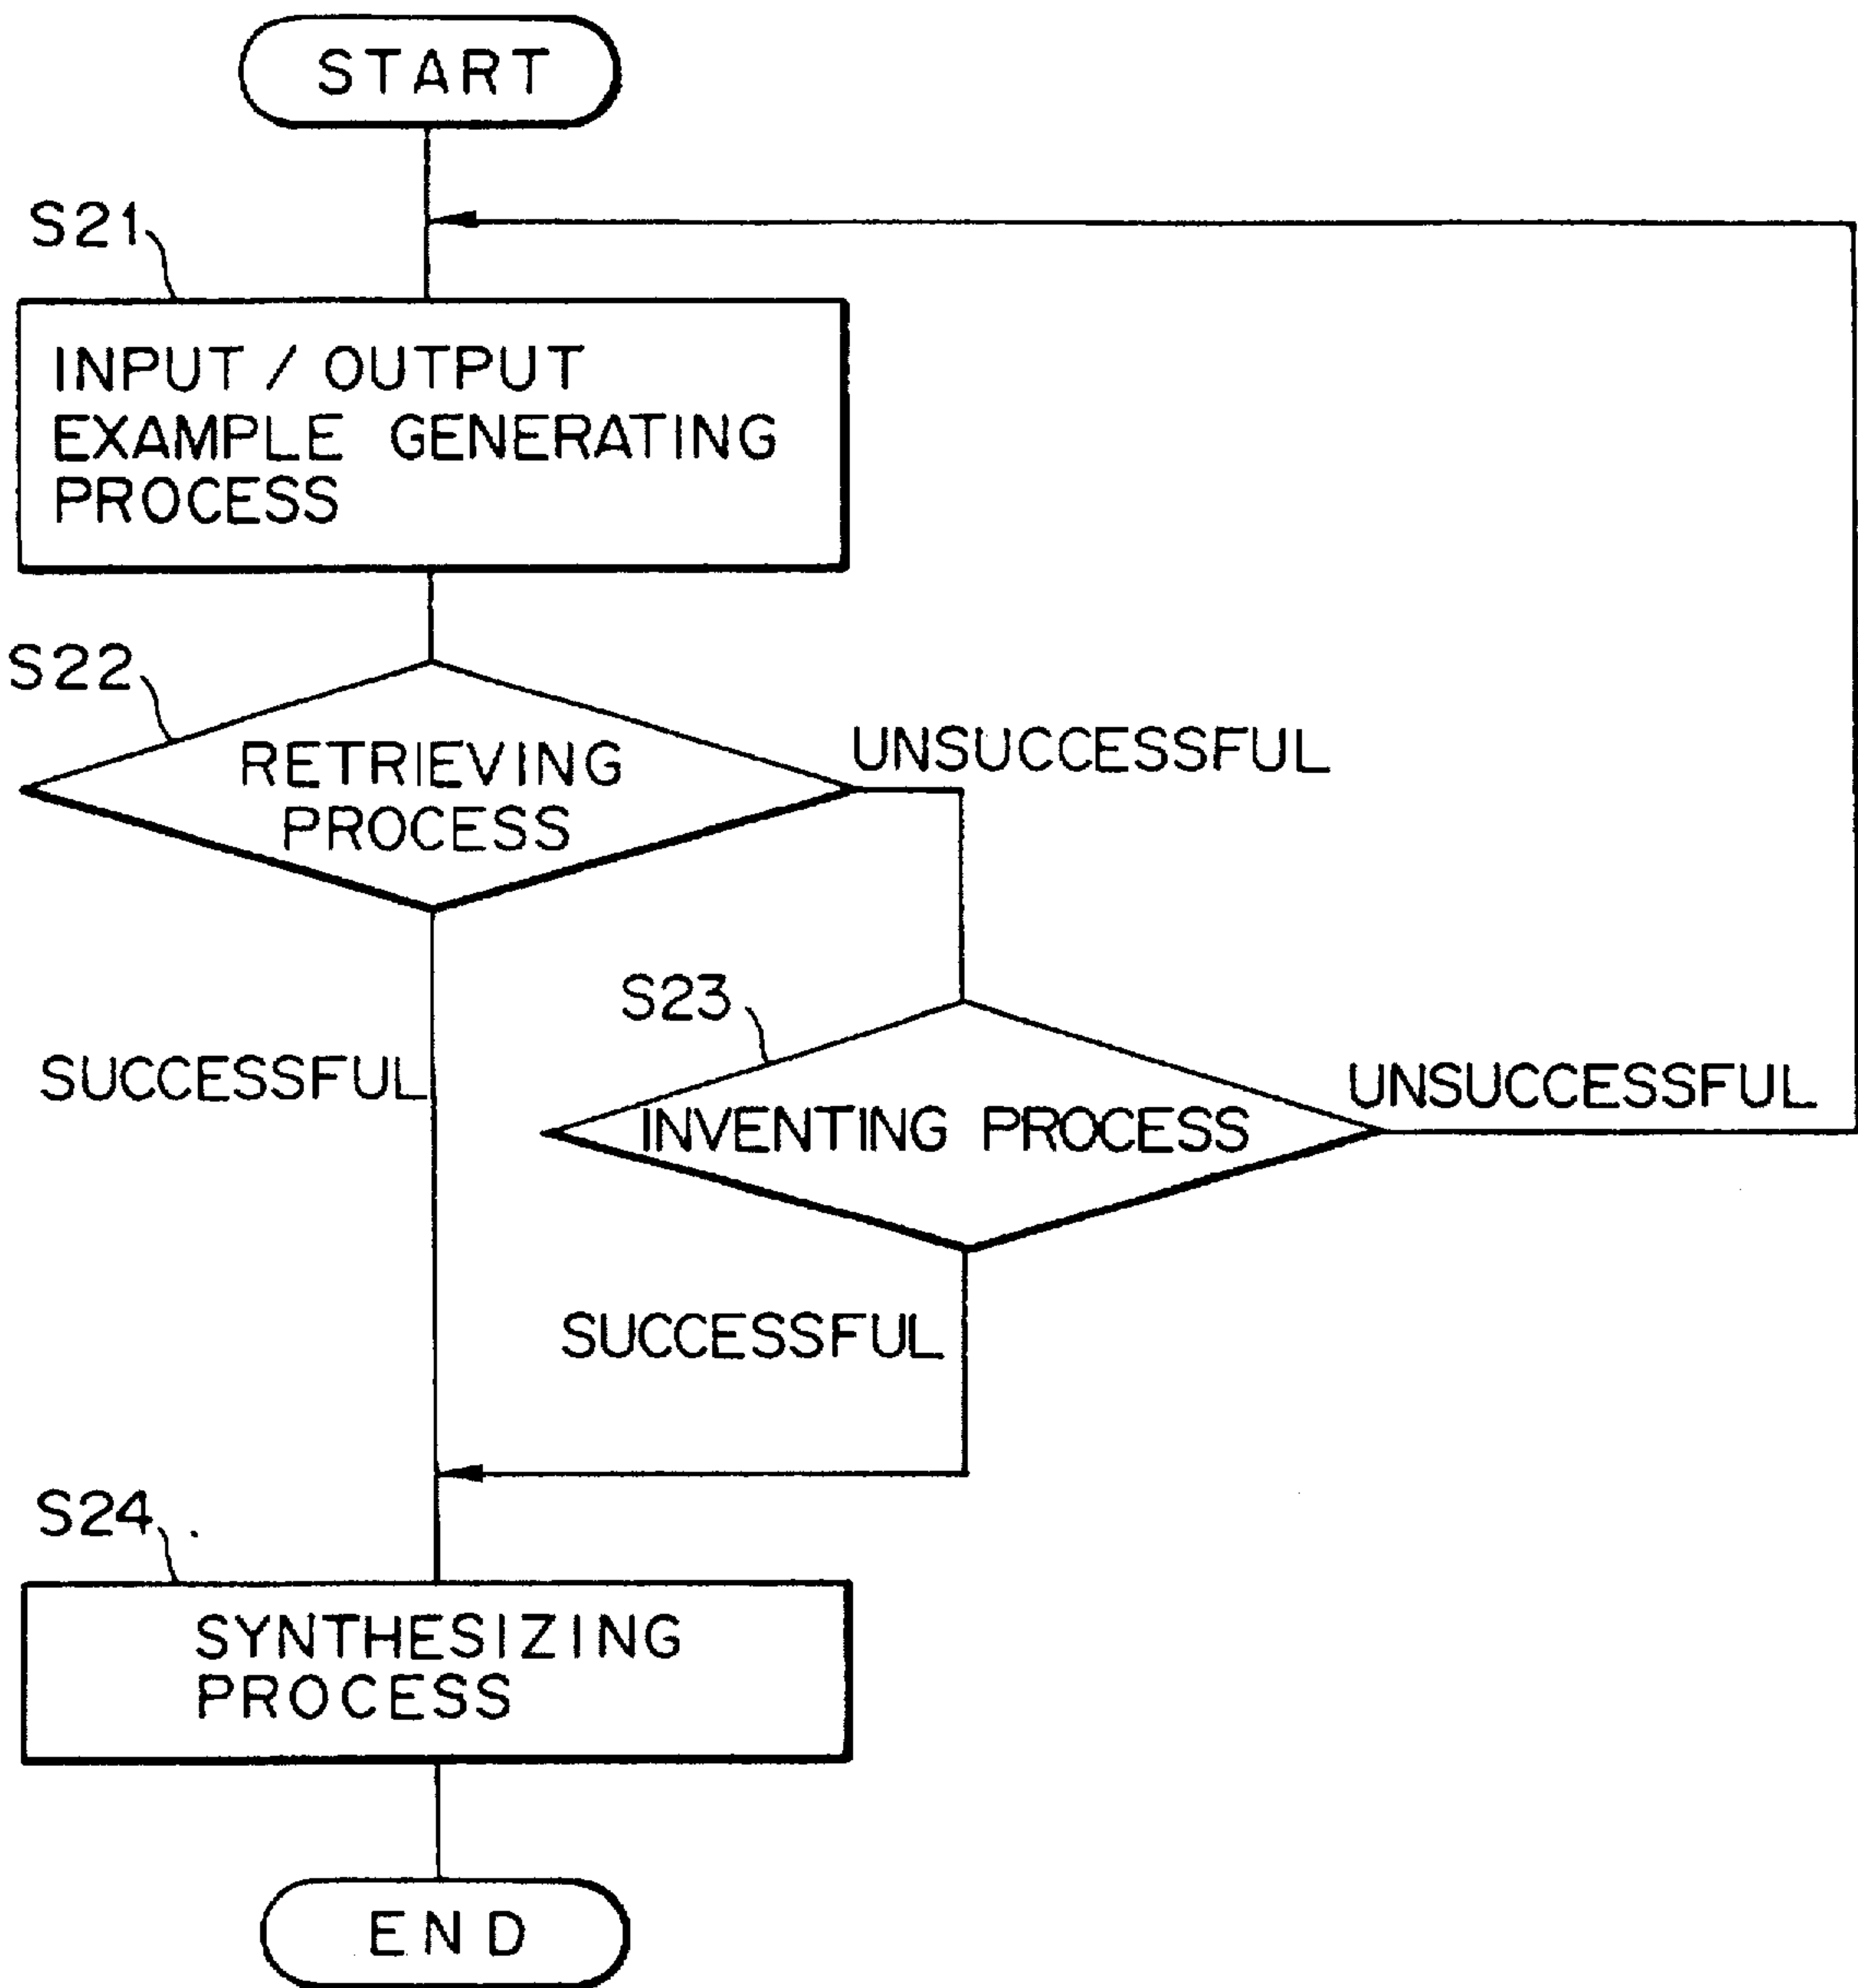 START
S21
INPUT / OUTPUT
EXAMPLE GENERATING
PROCESS
S22
RETRIEVING
PROCESS
UNSUCCESSFUL
S23
SUCCESSFUL
INVENTING PROCESS
UNSUCCESSFUL
SUCCESSFUL
S24
SYNTHESIZING
PROCESS
END